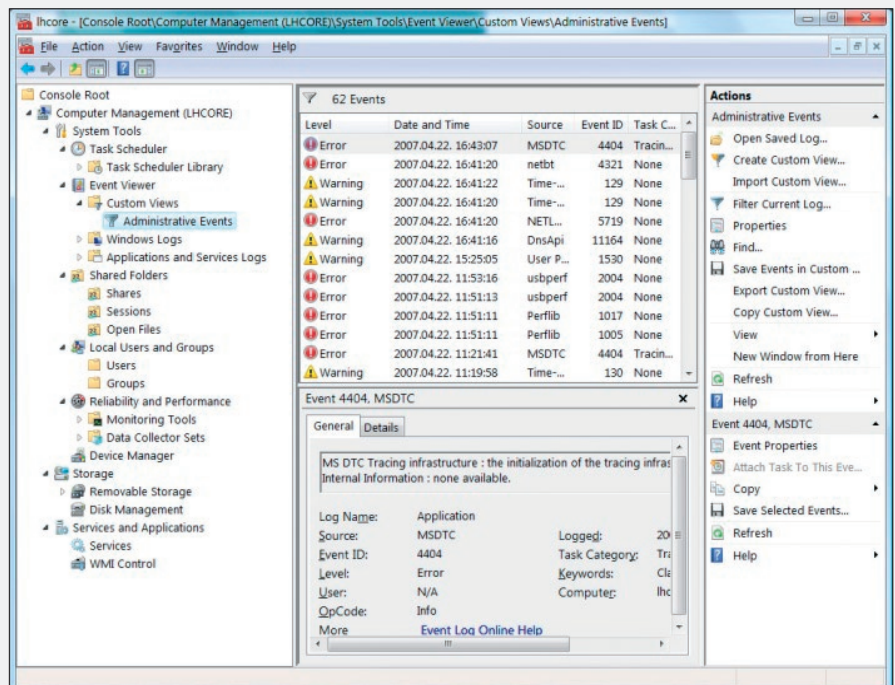 lhcore - [Console Root\Computer Management (LHCORE)\System Tools\Event Viewer\Custom Views\Administrative Events]
File Action View Favorites Window Help
Console Root
Computer Management (LHCORE)
System Tools
Task Scheduler
Task Scheduler Library
Event Viewer
Custom Views
Administrative Events
Windows Logs
Applications and Services Logs
Shared Folders
Shares
Sessions
Open Files
Local Users and Groups
Users
Groups
Reliability and Performance
Monitoring Tools
Data Collector Sets
Device Manager
Storage
Removable Storage
Disk Management
Services and Applications
Services
WMI Control
62 Events
Level Date and Time Source Event ID Task C...
Error 2007.04.22. 16:43:07 MSDTC 4404 Tracin...
Error 2007.04.22. 16:41:20 netbt 4321 None
Warning 2007.04.22. 16:41:22 Time-... 129 None
Warning 2007.04.22. 16:41:20 Time-... 129 None
Error 2007.04.22. 16:41:20 NETL... 5719 None
Warning 2007.04.22. 16:41:16 DnsApi 11164 None
Warning 2007.04.22. 15:25:05 User P... 1530 None
Error 2007.04.22. 11:53:16 usbperf 2004 None
Error 2007.04.22. 11:51:13 usbperf 2004 None
Error 2007.04.22. 11:51:11 Perflib 1017 None
Error 2007.04.22. 11:51:11 Perflib 1005 None
Error 2007.04.22. 11:21:41 MSDTC 4404 Tracin...
Warning 2007.04.22. 11:19:58 Time-... 130 None
Event 4404, MSDTC
General Details
MS DTC Tracing infrastructure : the initialization of the tracing infras
Internal Information : none available.
Log Name: Application
Source: MSDTC Logged: 20
Event ID: 4404 Task Category: Tra
Level: Error Keywords: Cla
User: N/A Computer: lhc
OpCode: Info
More Event Log Online Help
Actions
Administrative Events
Open Saved Log...
Create Custom View...
Import Custom View...
Filter Current Log...
Properties
Find...
Save Events in Custom ...
Export Custom View...
Copy Custom View...
View
New Window from Here
Refresh
Help
Event 4404, MSDTC
Event Properties
Attach Task To This Eve...
Copy
Save Selected Events...
Refresh
Help